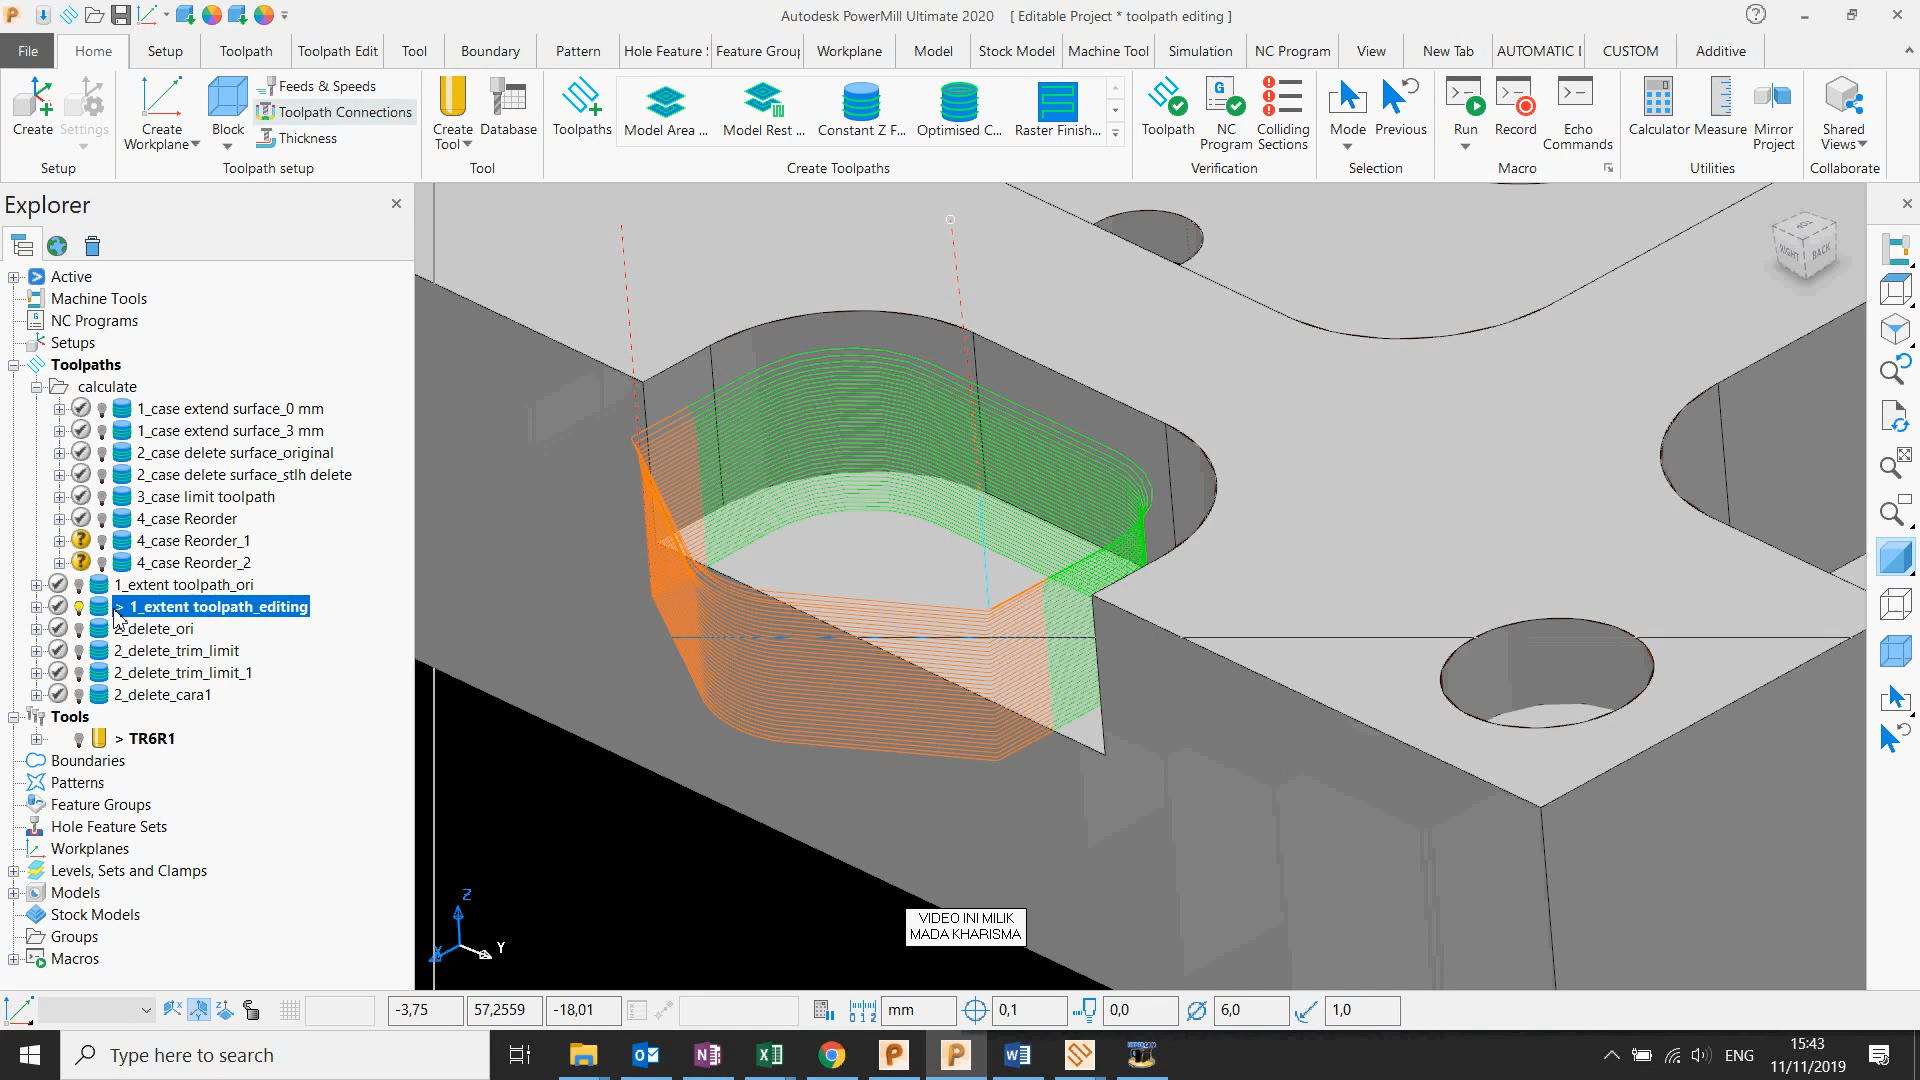 Autodesk PowerMill Ultimate 2020 [ Editable Project * toolpath editing ]
File Home Setup Toolpath Toolpath Edit Tool Boundary Pattern Hole Feature Feature Group Workplane Model Stock Model Machine Tool Simulation NC Program View New Tab AUTOMATIC CUSTOM Additive
Feeds & Speeds
Toolpath Connections
Thickness
Create Settings
Create Workplane
Block
Create Tool
Database
Toolpaths
Model Area ...
Model Rest ...
Constant Z F...
Optimised C...
Raster Finish...
Toolpath
NC Program
Colliding Sections
Mode
Previous
Run
Record
Echo Commands
Calculator
Measure
Mirror Project
Shared Views
Setup
Toolpath setup
Tool
Create Toolpaths
Verification
Selection
Macro
Utilities
Collaborate
Explorer
Active
Machine Tools
NC Programs
Setups
Toolpaths
calculate
1_case extend surface_0 mm
1_case extend surface_3 mm
2_case delete surface_original
2_case delete surface_stlh delete
3_case limit toolpath
4_case Reorder
4_case Reorder_1
4_case Reorder_2
1_extent toolpath_ori
> 1_extent toolpath_editing
2_delete_ori
2_delete_trim_limit
2_delete_trim_limit_1
2_delete_cara1
Tools
> TR6R1
Boundaries
Patterns
Feature Groups
Hole Feature Sets
Workplanes
Levels, Sets and Clamps
Models
Stock Models
Groups
Macros
RIGHT BACK
Z
Y
VIDEO INI MILIK
MADA KHARISMA
-3,75 57,2559 -18,01 mm 0,1 0,0 6,0 1,0
Type here to search
ENG
15:43
11/11/2019